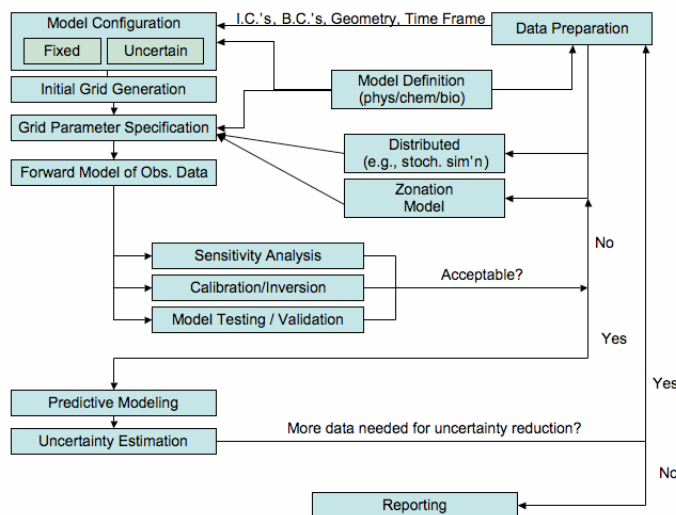 Model Configuration
Fixed
Uncertain
I.C.'s, B.C.'s, Geometry, Time Frame
Data Preparation
Initial Grid Generation
Model Definition
(phys/chem/bio)
Grid Parameter Specification
Distributed
(e.g., stoch. sim'n)
Forward Model of Obs. Data
Zonation
Model
No
Sensitivity Analysis
Acceptable?
Calibration/Inversion
Model Testing / Validation
Yes
Predictive Modeling
Yes
Uncertainty Estimation
More data needed for uncertainty reduction?
No
Reporting